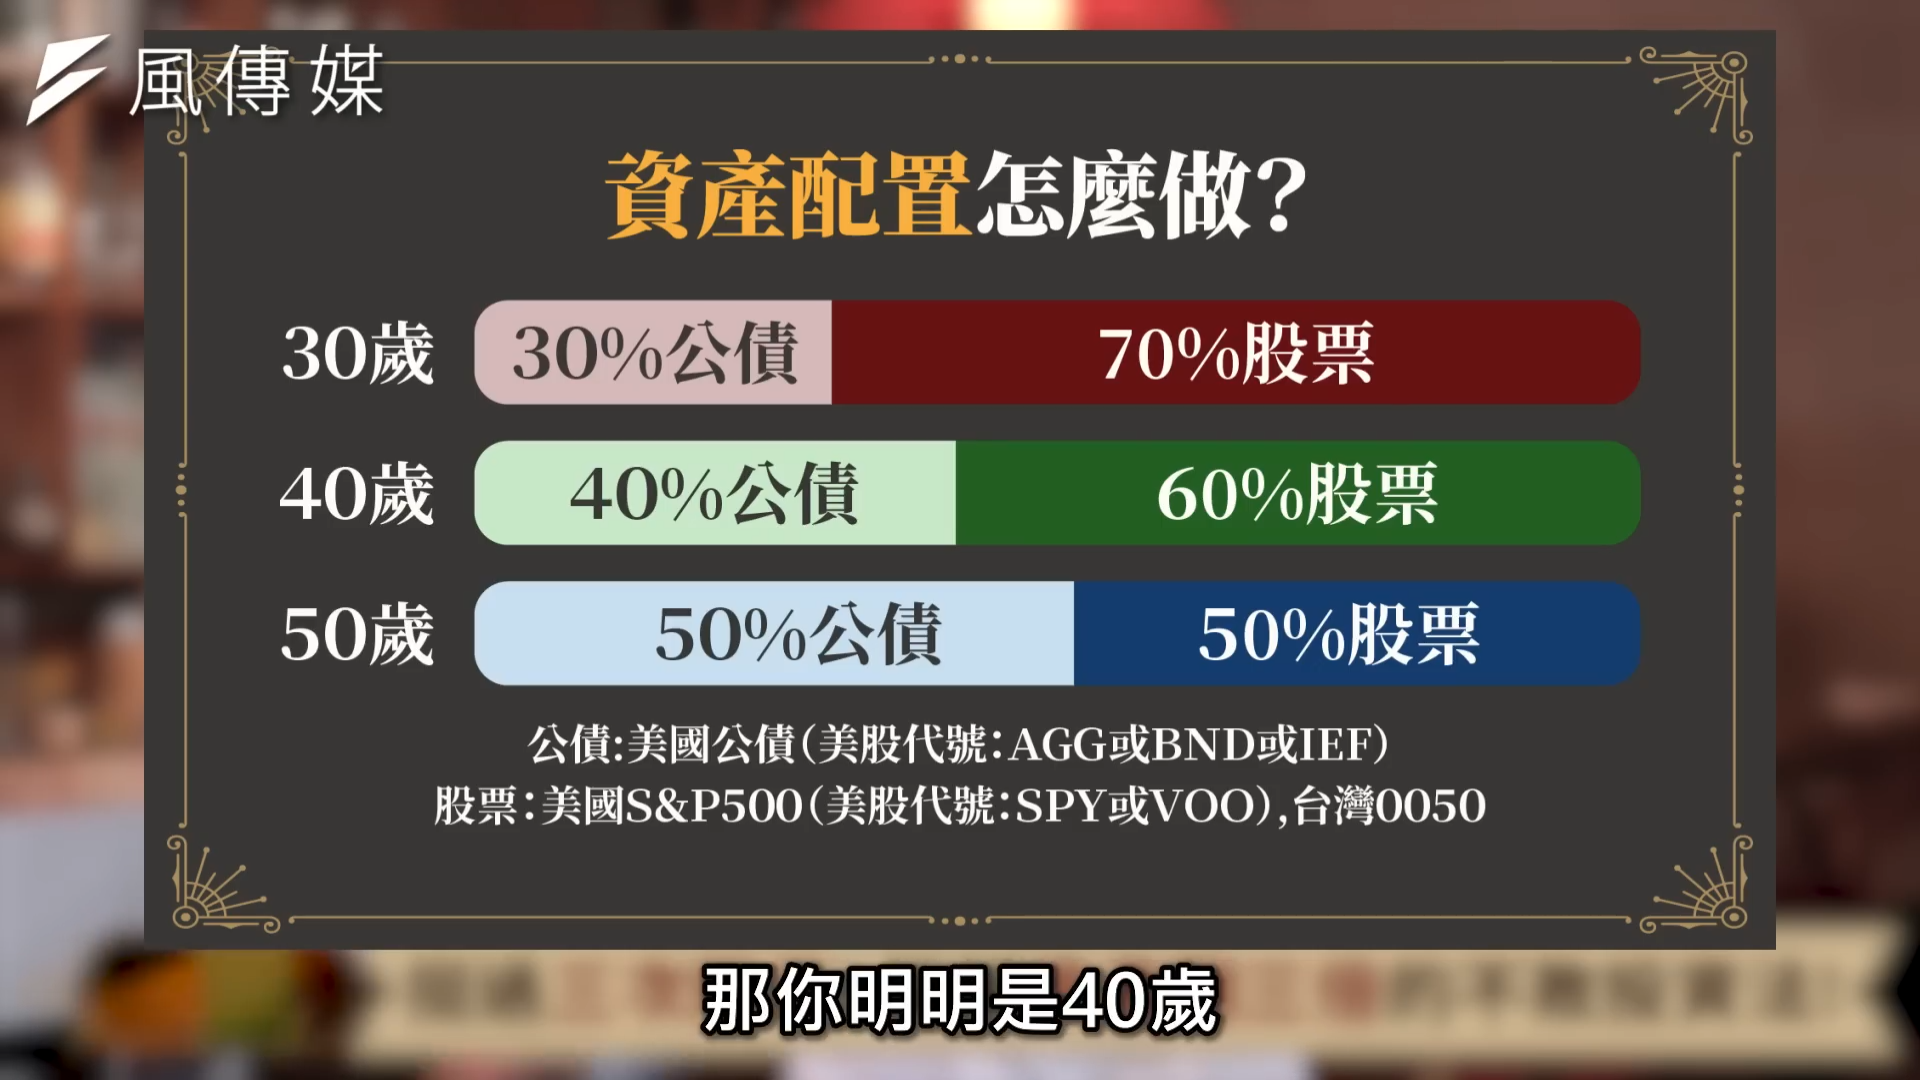 風傳媒
資產配置怎麼做?
30歲 30%公債 70%股票
40歲 40%公債 60%股票
50歲 50%公債 50%股票
公債:美國公債(美股代號:AGG或BND或IEF)
股票:美國S&P500(美股代號:SPY或VOO),台灣0050
那你明明是40歲